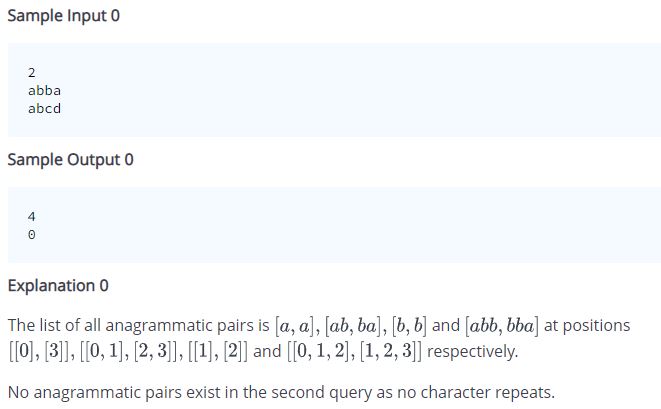 Sample Input 0
2
abba
abcd
Sample Output 0
4
0
Explanation 0
The list of all anagrammatic pairs is [a, a], [ab, ba], [b, b] and [abb, bba] at positions
[[0], [3]], [[0, 1], [2, 3]], [[1], [2]] and [[0, 1, 2], [1, 2, 3]] respectively.
No anagrammatic pairs exist in the second query as no character repeats.